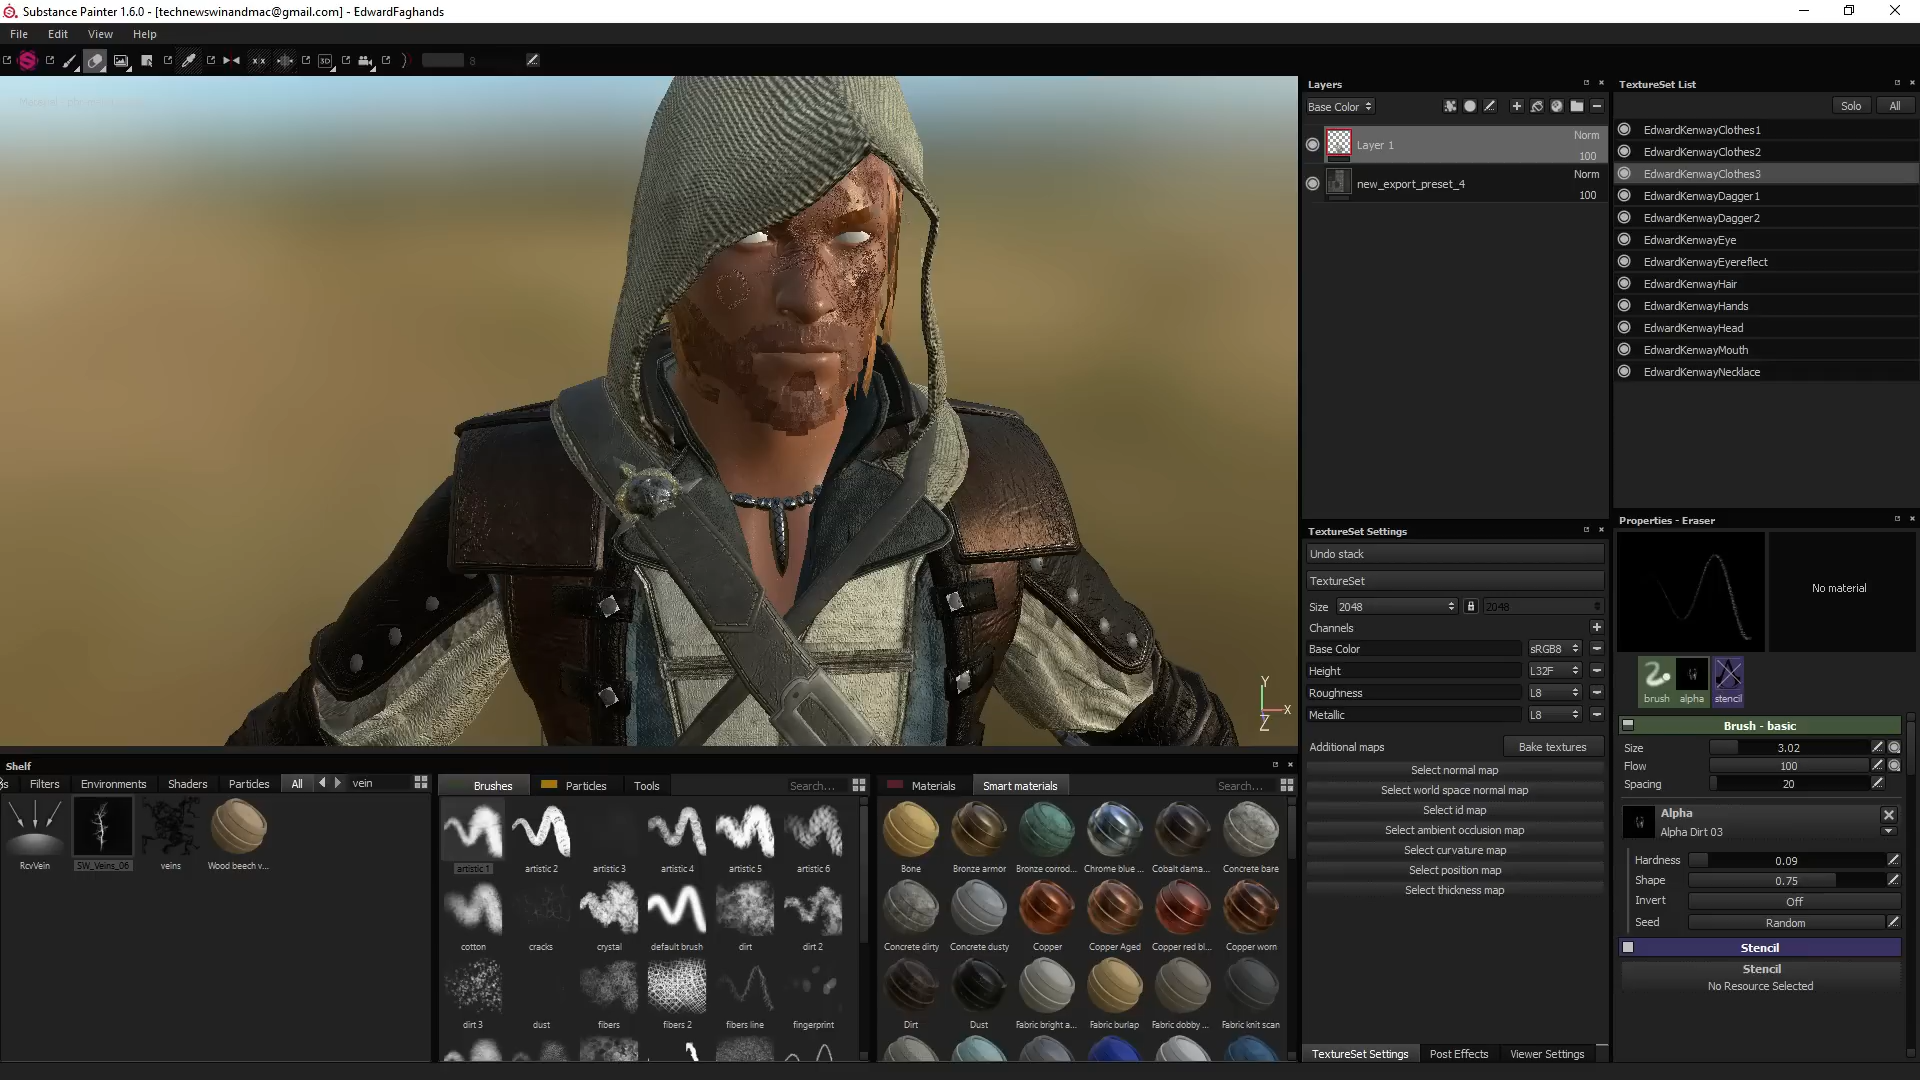 Substance Painter 1.6.0 - [technewswinandmac@gmail.com] - EdwardFaghands
File Edit View Help
3D
8
Layers
Base Color
Layer 1
Norm
100
new_export_preset_4
Norm
100
TextureSet List
Solo All
EdwardKenwayClothes1
EdwardKenwayClothes2
EdwardKenwayClothes3
EdwardKenwayDagger1
EdwardKenwayDagger2
EdwardKenwayEye
EdwardKenwayEyereflect
EdwardKenwayHair
EdwardKenwayHands
EdwardKenwayHead
EdwardKenwayMouth
EdwardKenwayNecklace
Y
X
Z
TextureSet Settings
Undo stack
TextureSet
Size 2048 2048
Channels
Base Color sRGB8
Height L32F
Roughness L8
Metallic L8
Additional maps Bake textures
Select normal map
Select world space normal map
Select id map
Select ambient occlusion map
Select curvature map
Select position map
Select thickness map
TextureSet Settings Post Effects Viewer Settings
Properties - Eraser
No material
brush alpha stencil
Brush - basic
Size 3.02
Flow 100
Spacing 20
Alpha
Alpha Dirt 03
Hardness 0.09
Shape 0.75
Invert Off
Seed Random
Stencil
Stencil
No Resource Selected
Shelf
Filters Environments Shaders Particles All vein
RcvVein SW_Veins_06 veins Wood beech v...
Brushes Particles Tools Search...
artistic 1 artistic 2 artistic 3 artistic 4 artistic 5 artistic 6
cotton cracks crystal default brush dirt dirt 2
dirt 3 dust fibers fibers 2 fibers line fingerprint
Materials Smart materials Search...
Bone Bronze armor Bronze corrod... Chrome blue ... Cobalt dama... Concrete bare
Concrete dirty Concrete dusty Copper Copper Aged Copper red bl... Copper worn
Dirt Dust Fabric bright a... Fabric burlap Fabric dobby ... Fabric knit scan